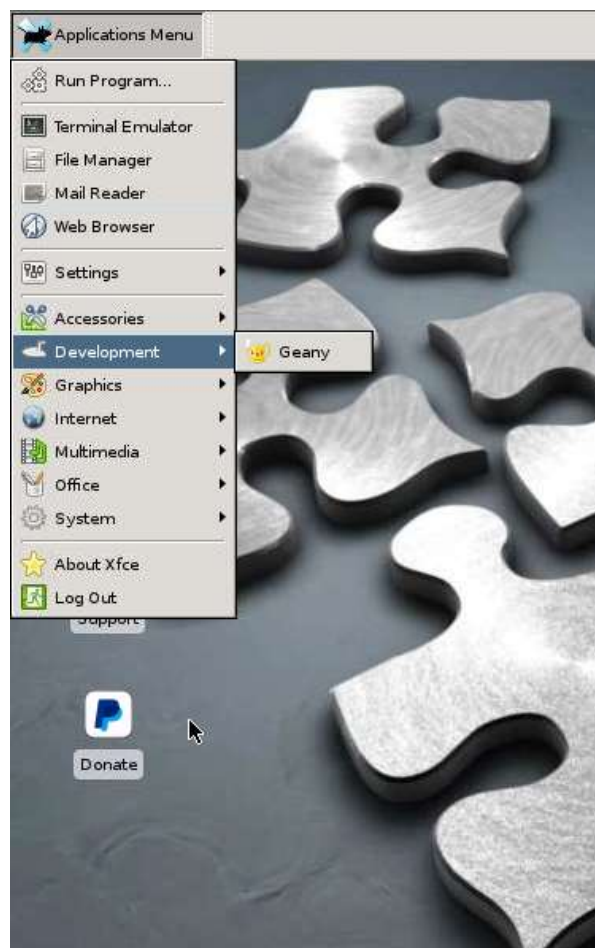 Applications Menu
Run Program...
Terminal Emulator
File Manager
Mail Reader
Web Browser
Settings
Accessories
Development
Geany
Graphics
Internet
Multimedia
Office
System
About Xfce
Log Out
Support
Donate